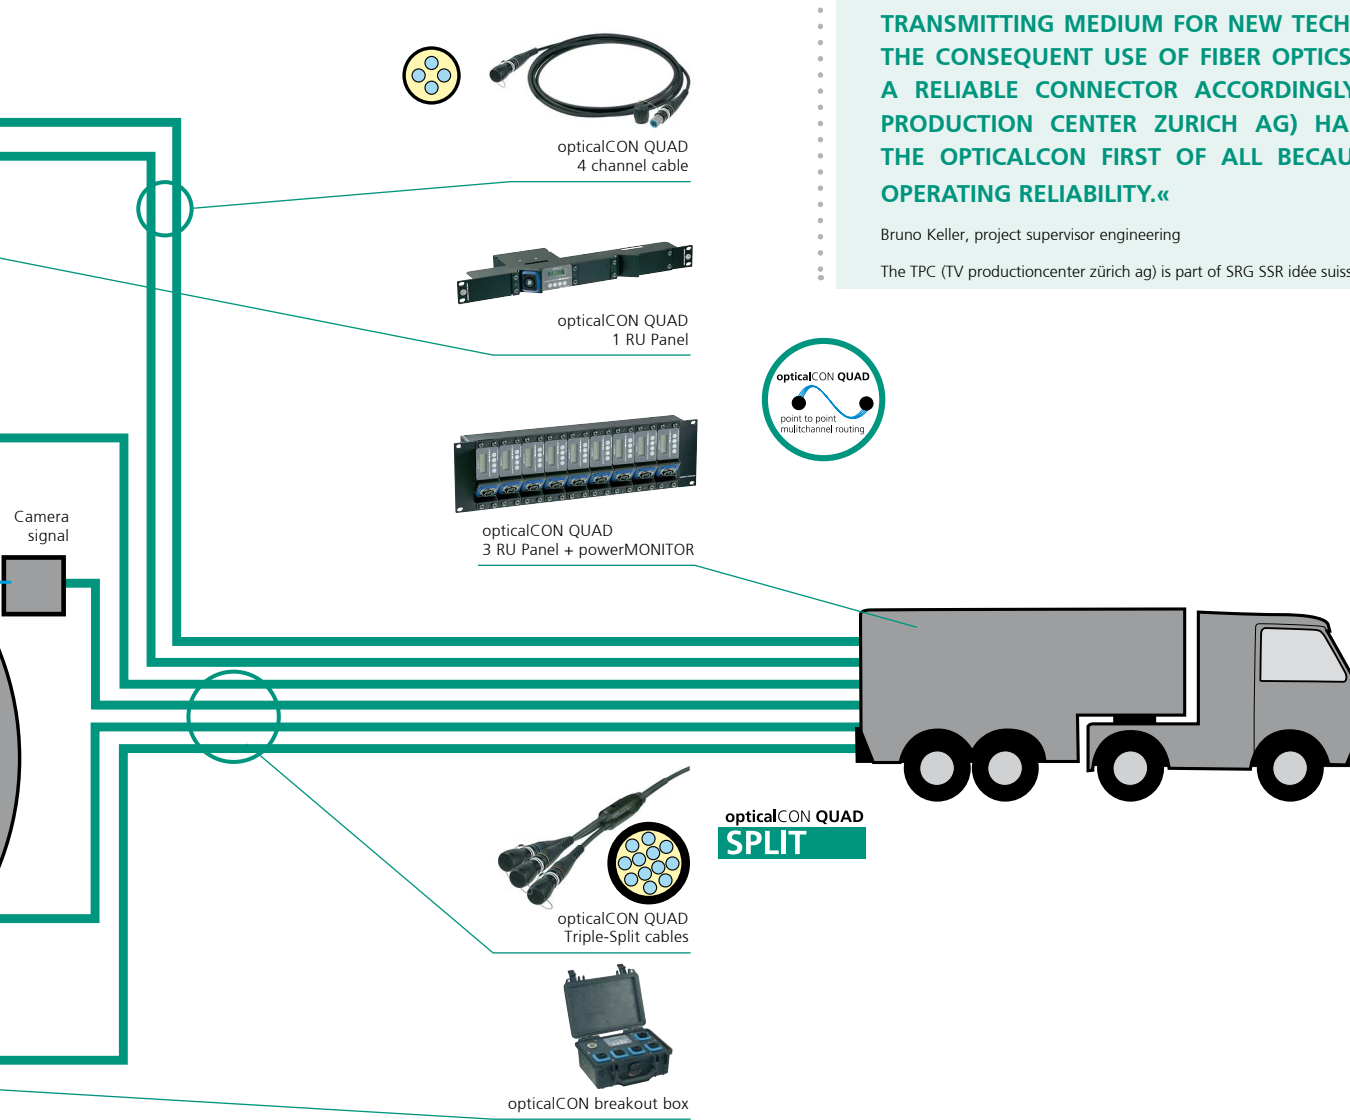 TRANSMITTING MEDIUM FOR NEW TECH
THE CONSEQUENT USE OF FIBER OPTICS
A RELIABLE CONNECTOR ACCORDINGLY
PRODUCTION CENTER ZURICH AG) HA
THE OPTICALCON FIRST OF ALL BECAU
OPERATING RELIABILITY.«
Bruno Keller, project supervisor engineering
The TPC (TV productioncenter zürich ag) is part of SRG SSR idée suiss
opticalCON QUAD
4 channel cable
opticalCON QUAD
1 RU Panel
opticalCON QUAD
point to point
mulitchannel routing
opticalCON QUAD
3 RU Panel + powerMONITOR
Camera
signal
opticalCON QUAD
SPLIT
opticalCON QUAD
Triple-Split cables
opticalCON breakout box